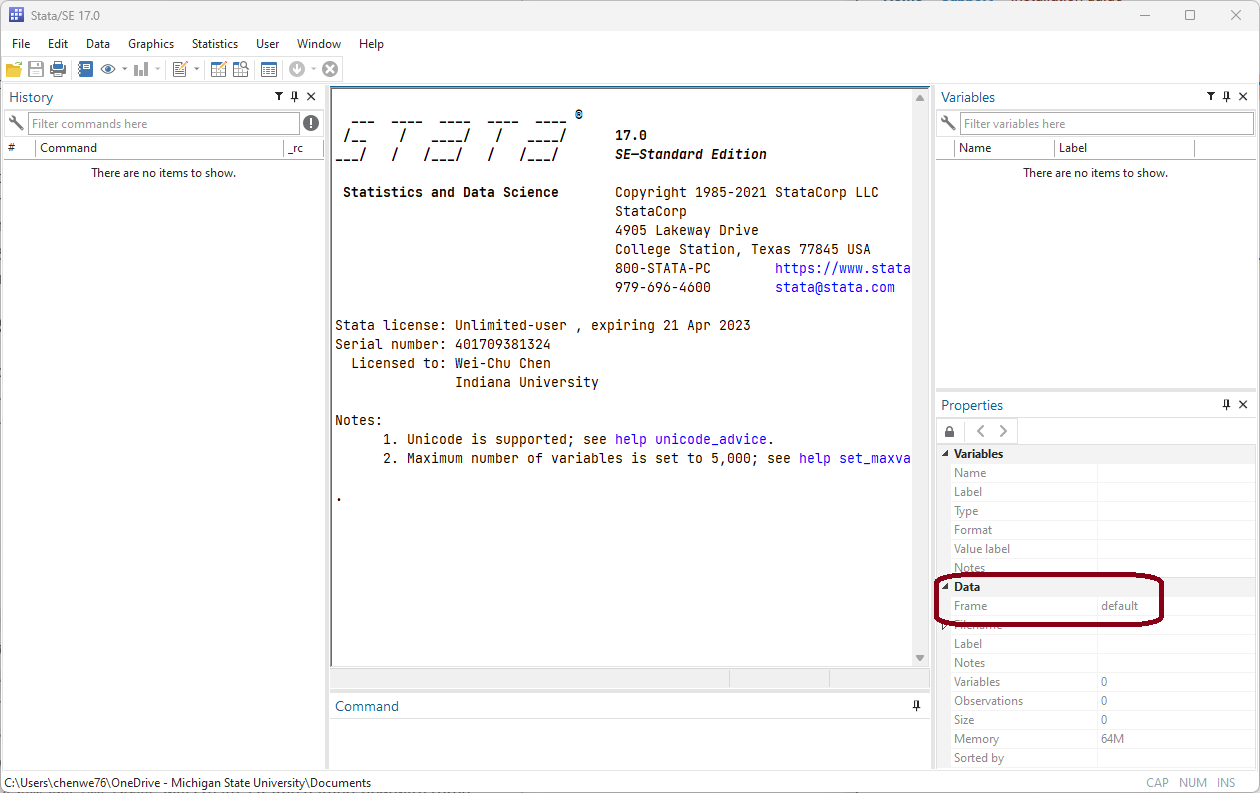 Stata/SE 17.0
File Edit Data Graphics Statistics User Window Help
History
Filter commands here
# Command _rc
There are no items to show.
STATA ®
17.0
SE—Standard Edition
Statistics and Data Science Copyright 1985-2021 StataCorp LLC
StataCorp
4905 Lakeway Drive
College Station, Texas 77845 USA
800-STATA-PC https://www.stata
979-696-4600 stata@stata.com
Stata license: Unlimited-user , expiring 21 Apr 2023
Serial number: 401709381324
Licensed to: Wei-Chu Chen
Indiana University
Notes:
1. Unicode is supported; see help unicode_advice.
2. Maximum number of variables is set to 5,000; see help set_maxva
.
Command
Variables
Filter variables here
Name Label
There are no items to show.
Properties
Variables
Name
Label
Type
Format
Value label
Notes
Data
Frame default
Filename
Label
Notes
Variables 0
Observations 0
Size 0
Memory 64M
Sorted by
C:\Users\chenwe76\OneDrive - Michigan State University\Documents
CAP NUM INS